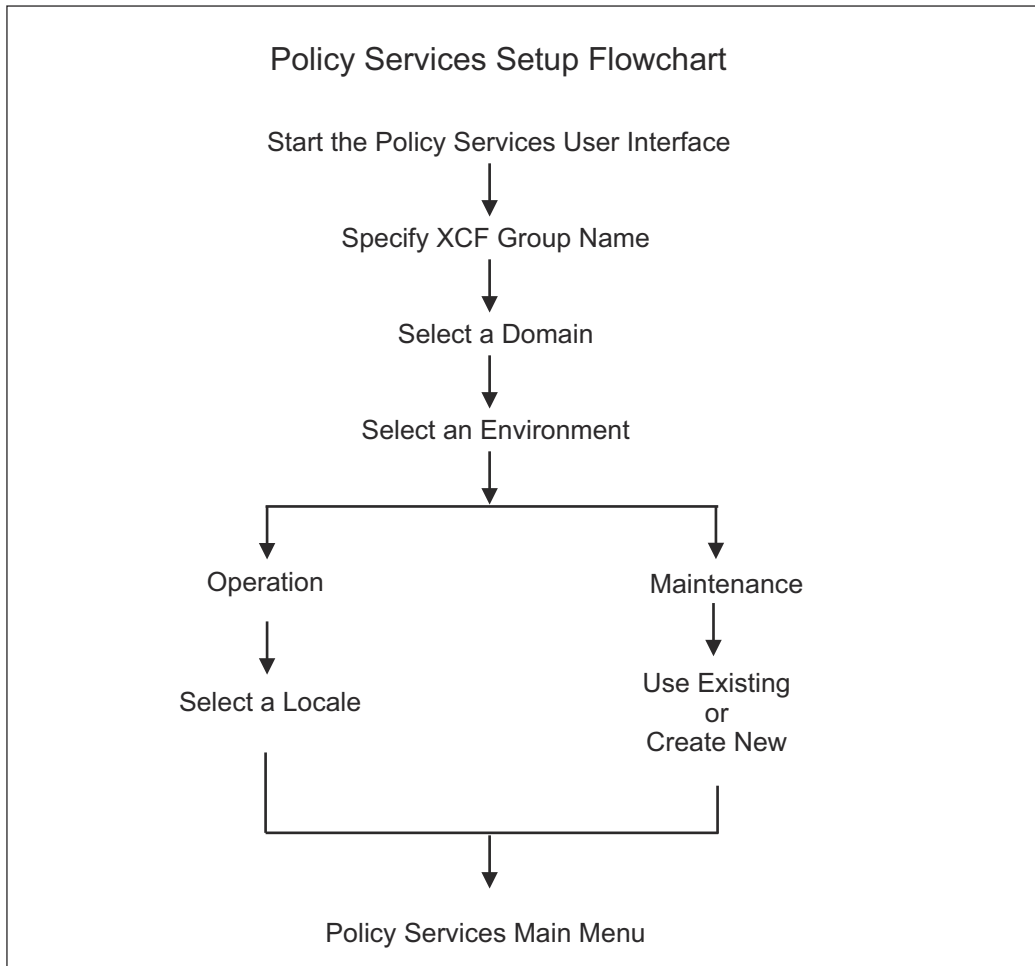 Policy Services Setup Flowchart
Start the Policy Services User Interface
Specify XCF Group Name
Select a Domain
Select an Environment
Operation
Maintenance
Select a Locale
Use Existing
or
Create New
Policy Services Main Menu